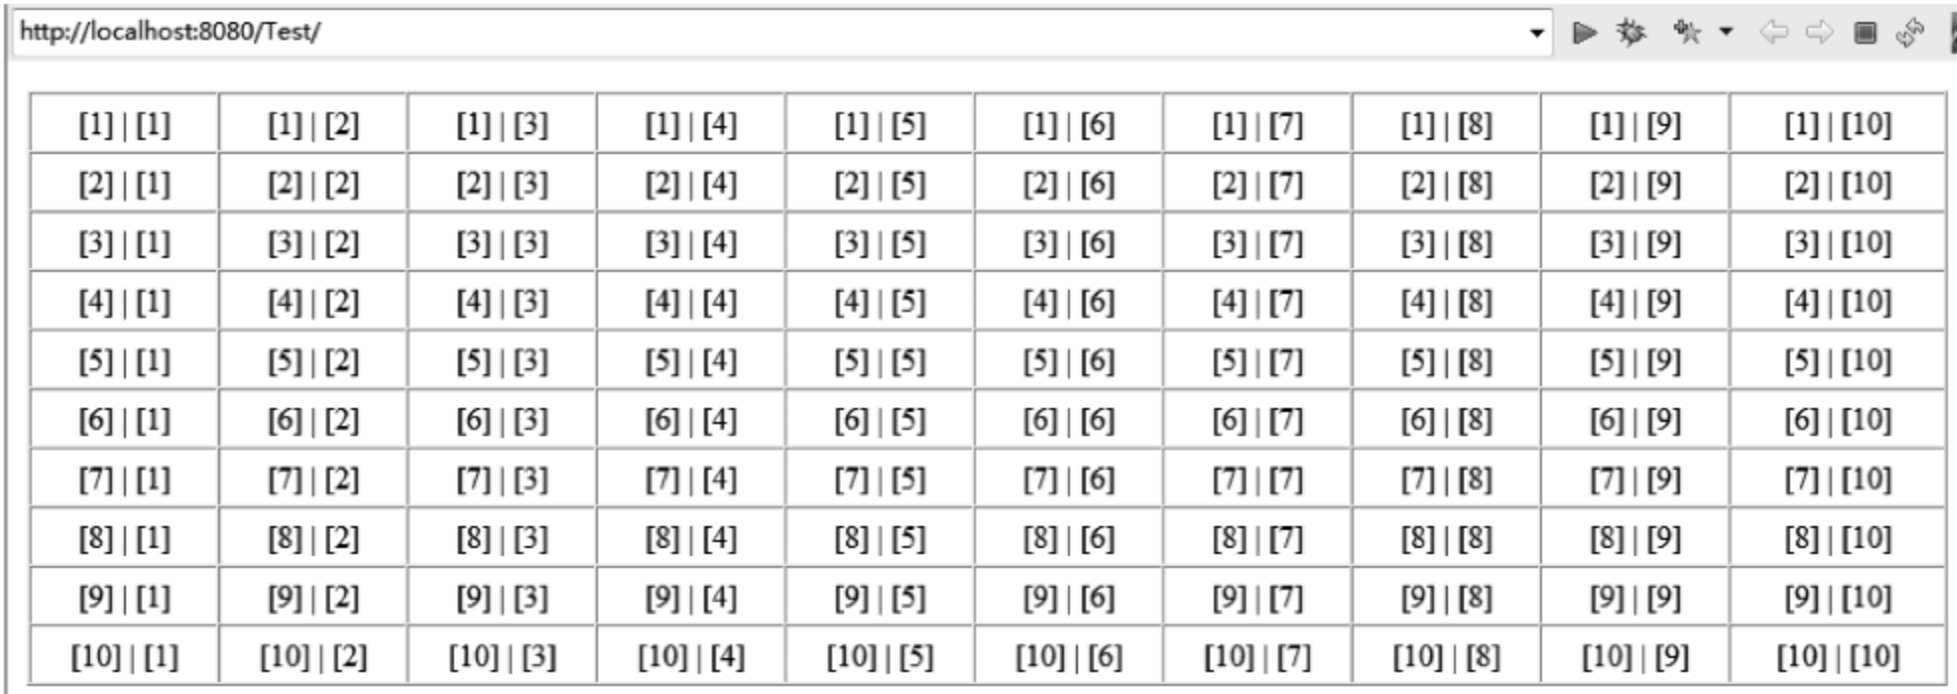 http://localhost:8080/Test/
[1] | [1] [1] | [2] [1] | [3] [1] | [4] [1] | [5] [1] | [6] [1] | [7] [1] | [8] [1] | [9] [1] | [10]
[2] | [1] [2] | [2] [2] | [3] [2] | [4] [2] | [5] [2] | [6] [2] | [7] [2] | [8] [2] | [9] [2] | [10]
[3] | [1] [3] | [2] [3] | [3] [3] | [4] [3] | [5] [3] | [6] [3] | [7] [3] | [8] [3] | [9] [3] | [10]
[4] | [1] [4] | [2] [4] | [3] [4] | [4] [4] | [5] [4] | [6] [4] | [7] [4] | [8] [4] | [9] [4] | [10]
[5] | [1] [5] | [2] [5] | [3] [5] | [4] [5] | [5] [5] | [6] [5] | [7] [5] | [8] [5] | [9] [5] | [10]
[6] | [1] [6] | [2] [6] | [3] [6] | [4] [6] | [5] [6] | [6] [6] | [7] [6] | [8] [6] | [9] [6] | [10]
[7] | [1] [7] | [2] [7] | [3] [7] | [4] [7] | [5] [7] | [6] [7] | [7] [7] | [8] [7] | [9] [7] | [10]
[8] | [1] [8] | [2] [8] | [3] [8] | [4] [8] | [5] [8] | [6] [8] | [7] [8] | [8] [8] | [9] [8] | [10]
[9] | [1] [9] | [2] [9] | [3] [9] | [4] [9] | [5] [9] | [6] [9] | [7] [9] | [8] [9] | [9] [9] | [10]
[10] | [1] [10] | [2] [10] | [3] [10] | [4] [10] | [5] [10] | [6] [10] | [7] [10] | [8] [10] | [9] [10] | [10]